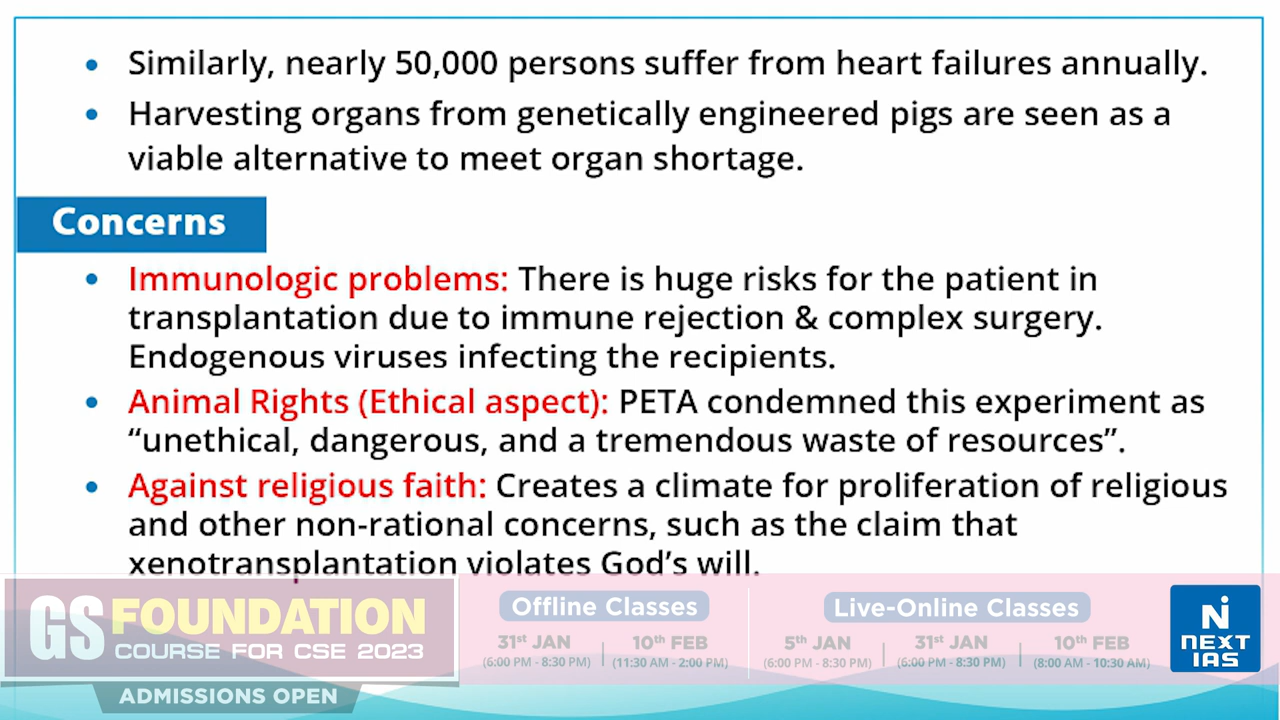 Similarly, nearly 50,000 persons suffer from heart failures annually.
Harvesting organs from genetically engineered pigs are seen as a
viable alternative to meet organ shortage.
Concerns
Immunologic problems: There is huge risks for the patient in
transplantation due to immune rejection & complex surgery.
Endogenous viruses infecting the recipients.
Animal Rights (Ethical aspect): PETA condemned this experiment as
“unethical, dangerous, and a tremendous waste of resources”.
Against religious faith: Creates a climate for proliferation of religious
and other non-rational concerns, such as the claim that
xenotransplantation violates God’s will.
GS FOUNDATION
COURSE FOR CSE 2023
ADMISSIONS OPEN
Offline Classes
31st JAN
(6:00 PM - 8:30 PM)
10th FEB
(11:30 AM - 2:00 PM)
Live-Online Classes
5th JAN
(6:00 PM - 8:30 PM)
31st JAN
(6:00 PM - 8:30 PM)
10th FEB
(8:00 AM - 10:30 AM)
NEXT
IAS